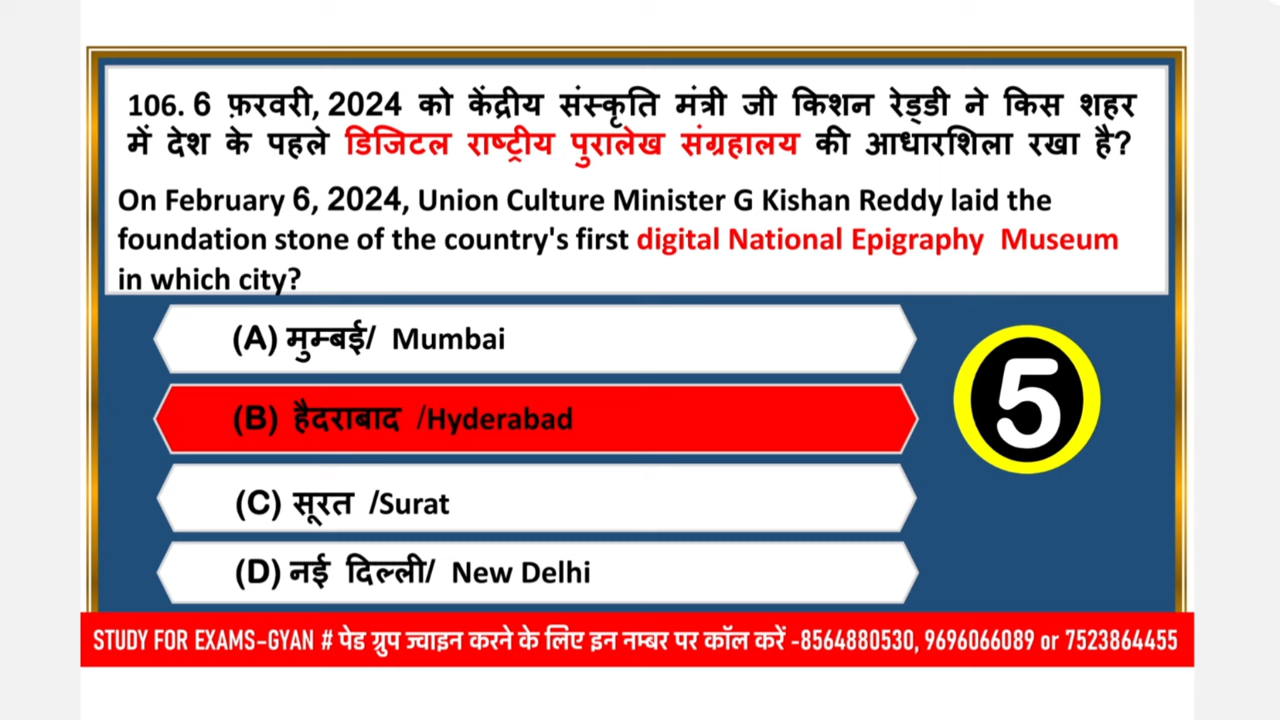 106. 6 फ़रवरी, 2024 को केंद्रीय संस्कृति मंत्री जी किशन रेड्डी ने किस शहर
में देश के पहले डिजिटल राष्ट्रीय पुरालेख संग्रहालय की आधारशिला रखा है?
On February 6, 2024, Union Culture Minister G Kishan Reddy laid the
foundation stone of the country's first digital National Epigraphy Museum
in which city?
(A) मुम्बई/ Mumbai
(B) हैदराबाद /Hyderabad
5
(C) सूरत /Surat
(D) नई दिल्ली/ New Delhi
STUDY FOR EXAMS-GYAN # पेड ग्रुप ज्वाइन करने के लिए इन नम्बर पर कॉल करें -8564880530, 9696066089 or 7523864455